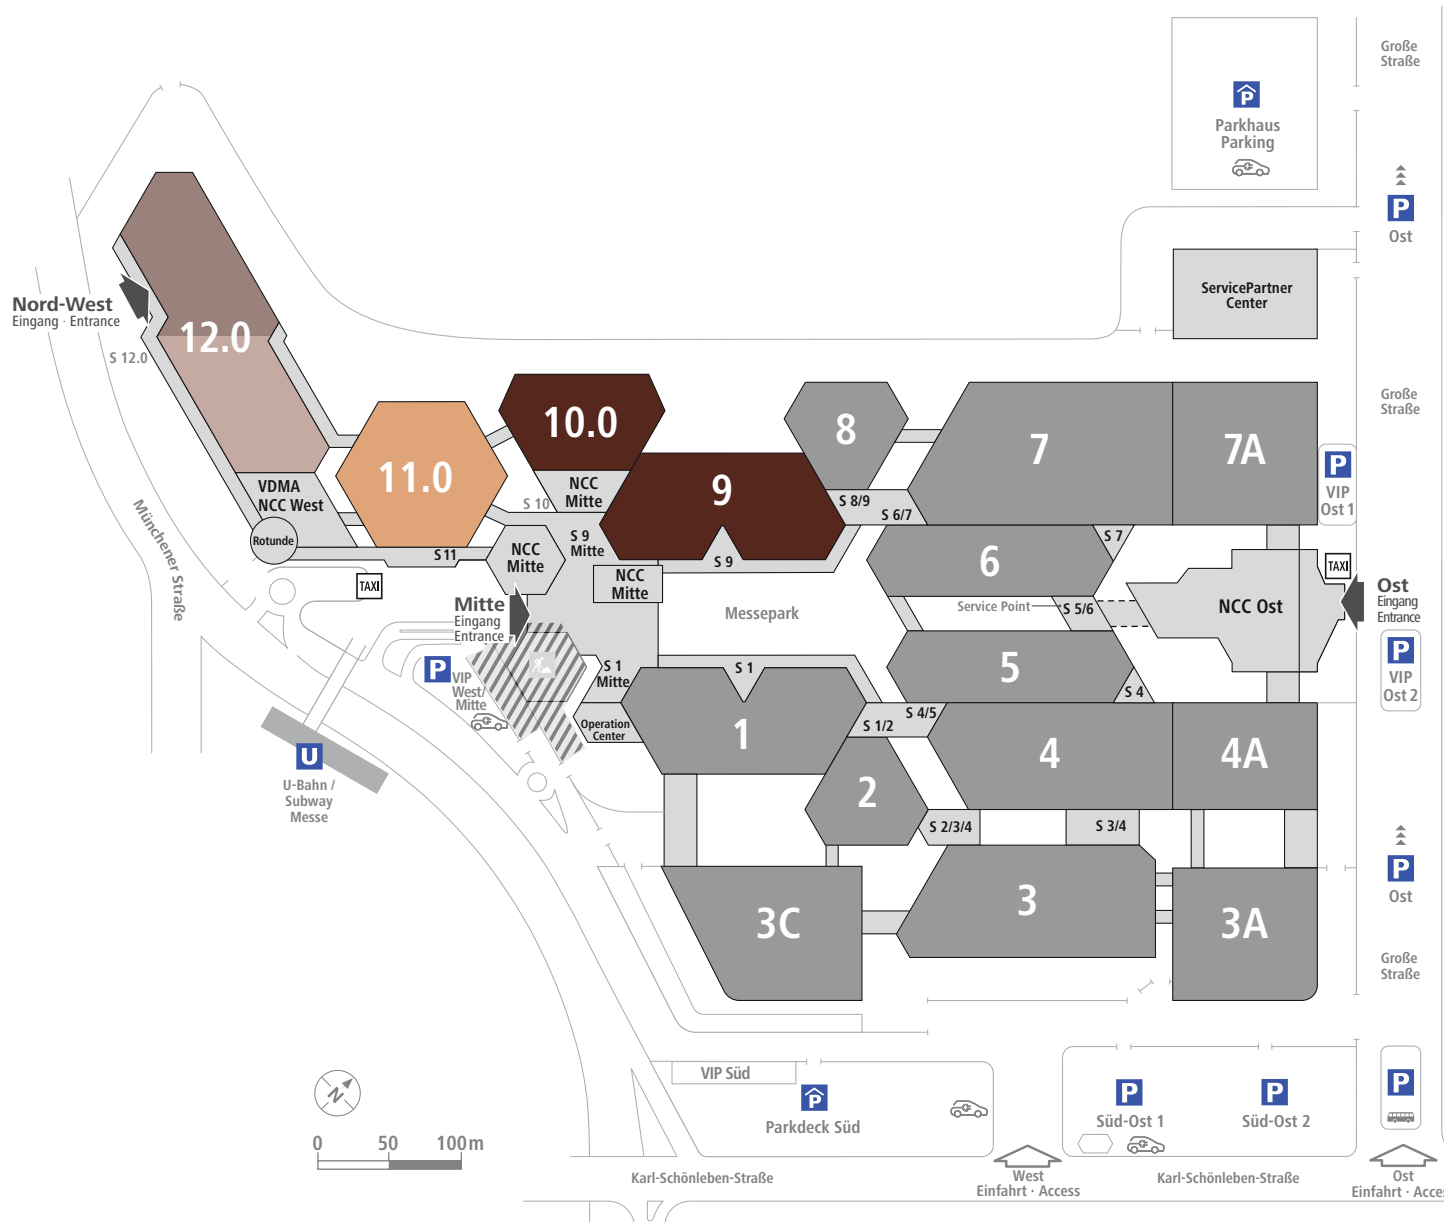 Große
Straße
P
Parkhaus
Parking
P
Ost
ServicePartner
Center
Nord-West
Eingang · Entrance
S 12.0
12.0
11.0
10.0
9
8
7
7A
Große
Straße
P
VIP
Ost 1
VDMA
NCC West
Rotunde
S 10
NCC
Mitte
S 9
Mitte
S 8/9
S 6/7
S 11
NCC
Mitte
S 9
NCC
Mitte
6
S 7
TAXI
Münchener Straße
TAXI
Mitte
Eingang
Entrance
Messepark
Service Point
S 5/6
NCC Ost
Ost
Eingang
Entrance
P
VIP
Ost 2
P
VIP
West/
Mitte
S 1
Mitte
S 1
5
S 4
Operation
Center
1
S 1/2
S 4/5
4
4A
U
U-Bahn /
Subway
Messe
2
S 2/3/4
S 3/4
P
Ost
3C
3
3A
Große
Straße
N
0 50 100m
VIP Süd
P
Parkdeck Süd
P
Süd-Ost 1
P
Süd-Ost 2
P
Karl-Schönleben-Straße
West
Einfahrt · Access
Karl-Schönleben-Straße
Ost
Einfahrt · Acces